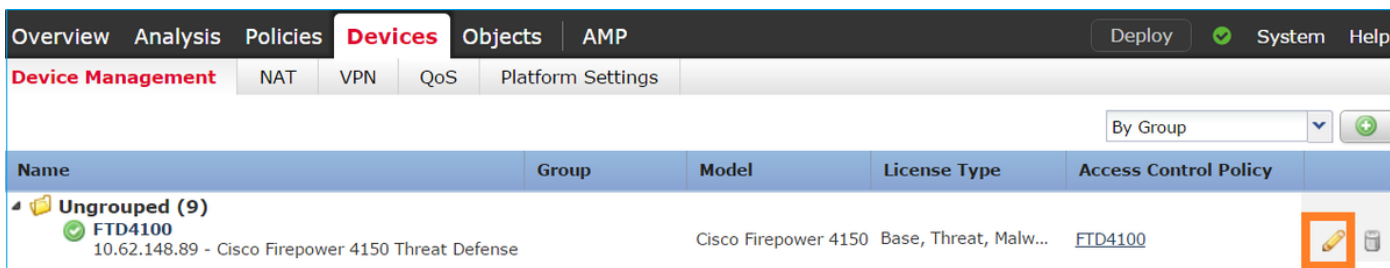 Overview Analysis Policies Devices Objects AMP Deploy System Help
Device Management NAT VPN QoS Platform Settings
By Group
Name Group Model License Type Access Control Policy
Ungrouped (9)
FTD4100
10.62.148.89 - Cisco Firepower 4150 Threat Defense Cisco Firepower 4150 Base, Threat, Malw... FTD4100